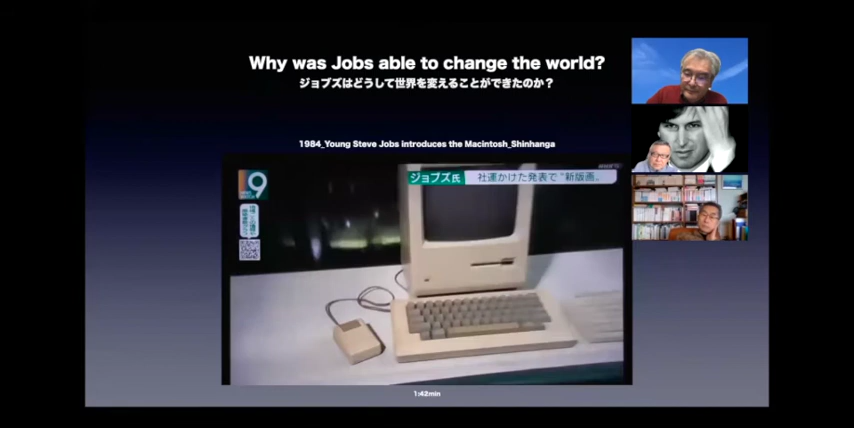 Why was Jobs able to change the world?
ジョブズはどうして世界を変えることができたのか？
1984_Young Steve Jobs introduces the Macintosh_Shinhanga
9
ジョブズ氏
社運かけた発表で“新版画„
1:42min